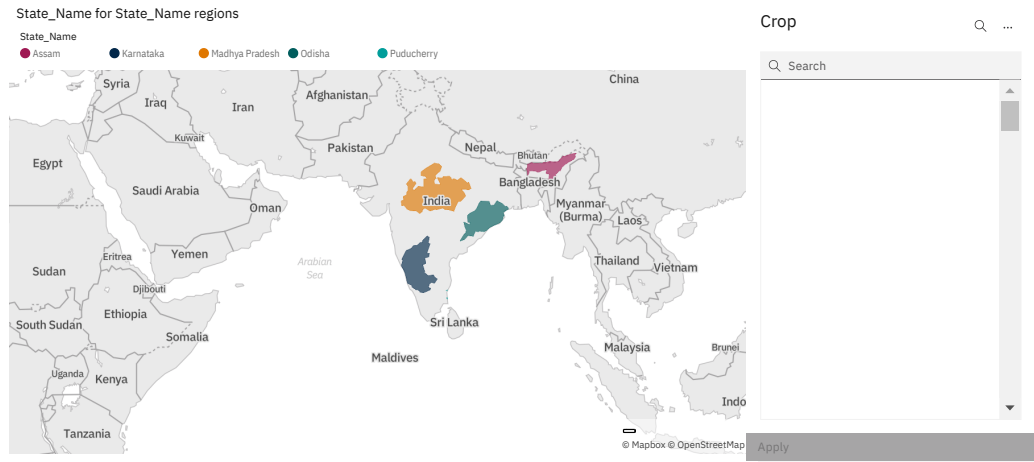 State_Name for State_Name regions
State_Name
Assam
Karnataka
Madhya Pradesh
Odisha
Puducherry
Crop
...
Search
Syria
Iraq
Iran
Afghanistan
China
Kuwait
Pakistan
Nepal
Bhutan
Egypt
Saudi Arabia
Oman
India
Bangladesh
Myanmar
(Burma)
Laos
Yemen
Eritrea
Sudan
Arabian
Sea
Thailand
Vietnam
Djibouti
Ethiopia
South Sudan
Somalia
Sri Lanka
Maldives
Malaysia
Brunei
Uganda
Kenya
Indo
Tanzania
© Mapbox © OpenStreetMap
Apply